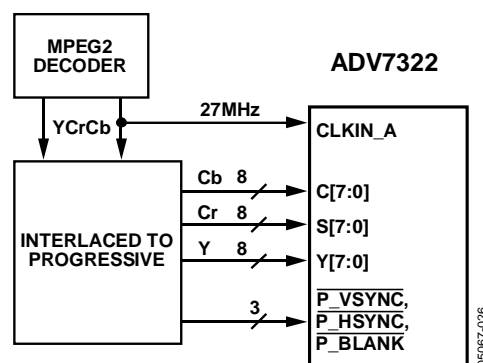 MPEG2
DECODER
ADV7322
YCrCb
27MHz
CLKIN_A
INTERLACED TO
PROGRESSIVE
Cb 8
C[7:0]
Cr 8
S[7:0]
Y 8
Y[7:0]
3
P_VSYNC,
P_HSYNC,
P_BLANK
05067-026